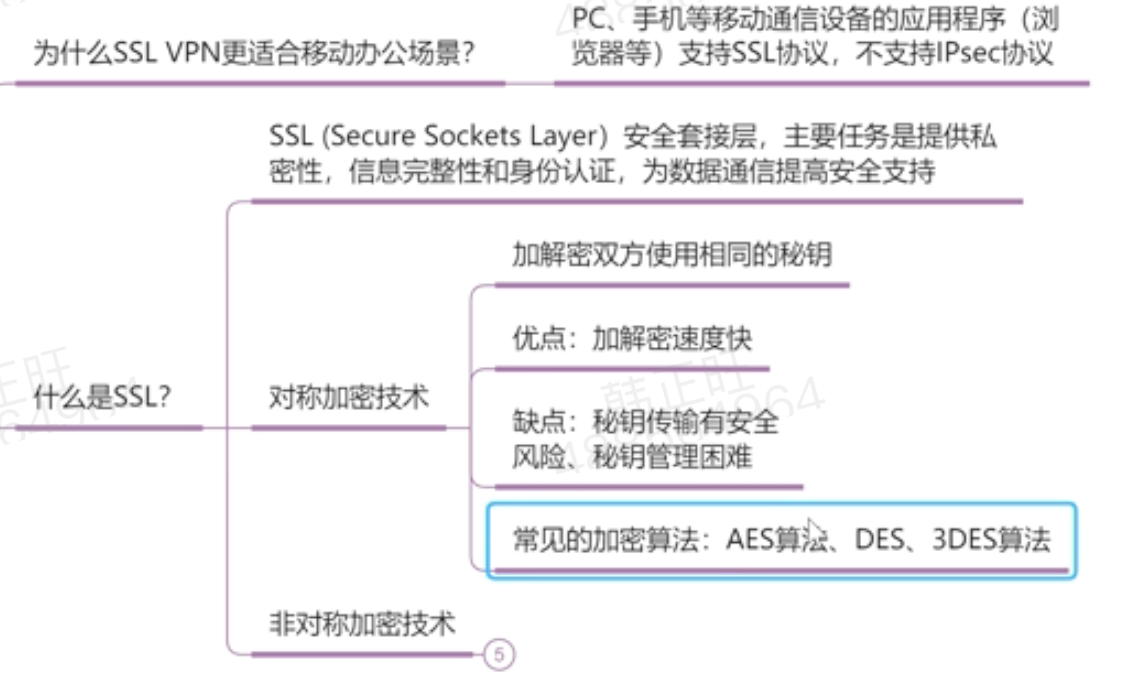 为什么SSL VPN更适合移动办公场景？
PC、手机等移动通信设备的应用程序（浏
览器等）支持SSL协议，不支持IPsec协议
什么是SSL？
SSL (Secure Sockets Layer）安全套接层，主要任务是提供私
密性，信息完整性和身份认证，为数据通信提高安全支持
对称加密技术
加解密双方使用相同的秘钥
优点：加解密速度快
缺点：秘钥传输有安全
风险、秘钥管理困难
常见的加密算法：AES算法、DES、3DES算法
非对称加密技术
5
韩正旺